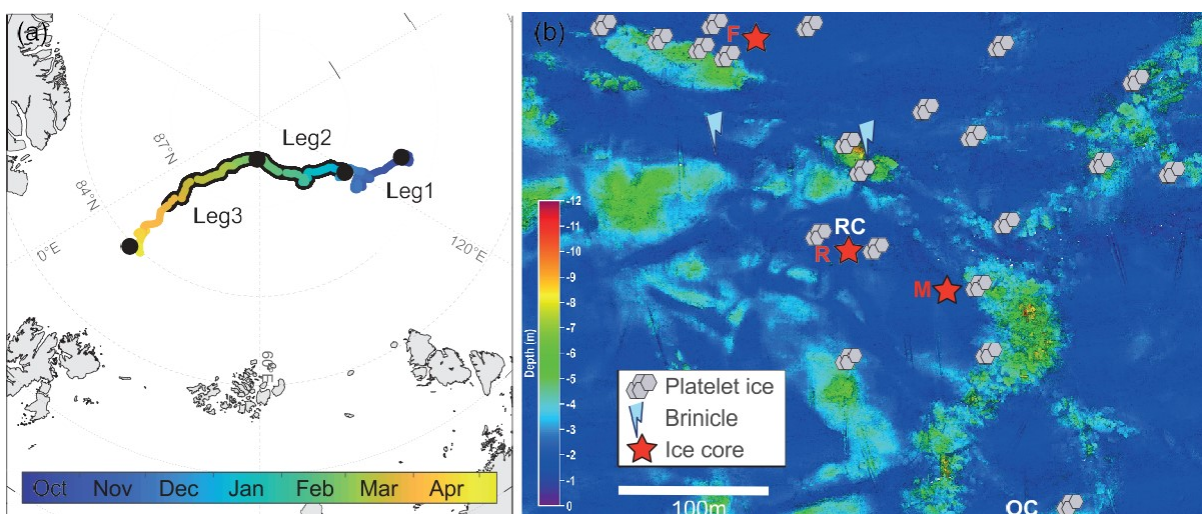 (a)
Leg2
Leg1
Leg3
87°N
84°N
0°E
120°E
60°E
Oct Nov Dec Jan Feb Mar Apr
(b)
F
RC
R
M
OC
Depth (m)
-12
-11
-10
-9
-8
-7
-6
-5
-4
-3
-2
-1
0
Platelet ice
Brinicle
Ice core
100m